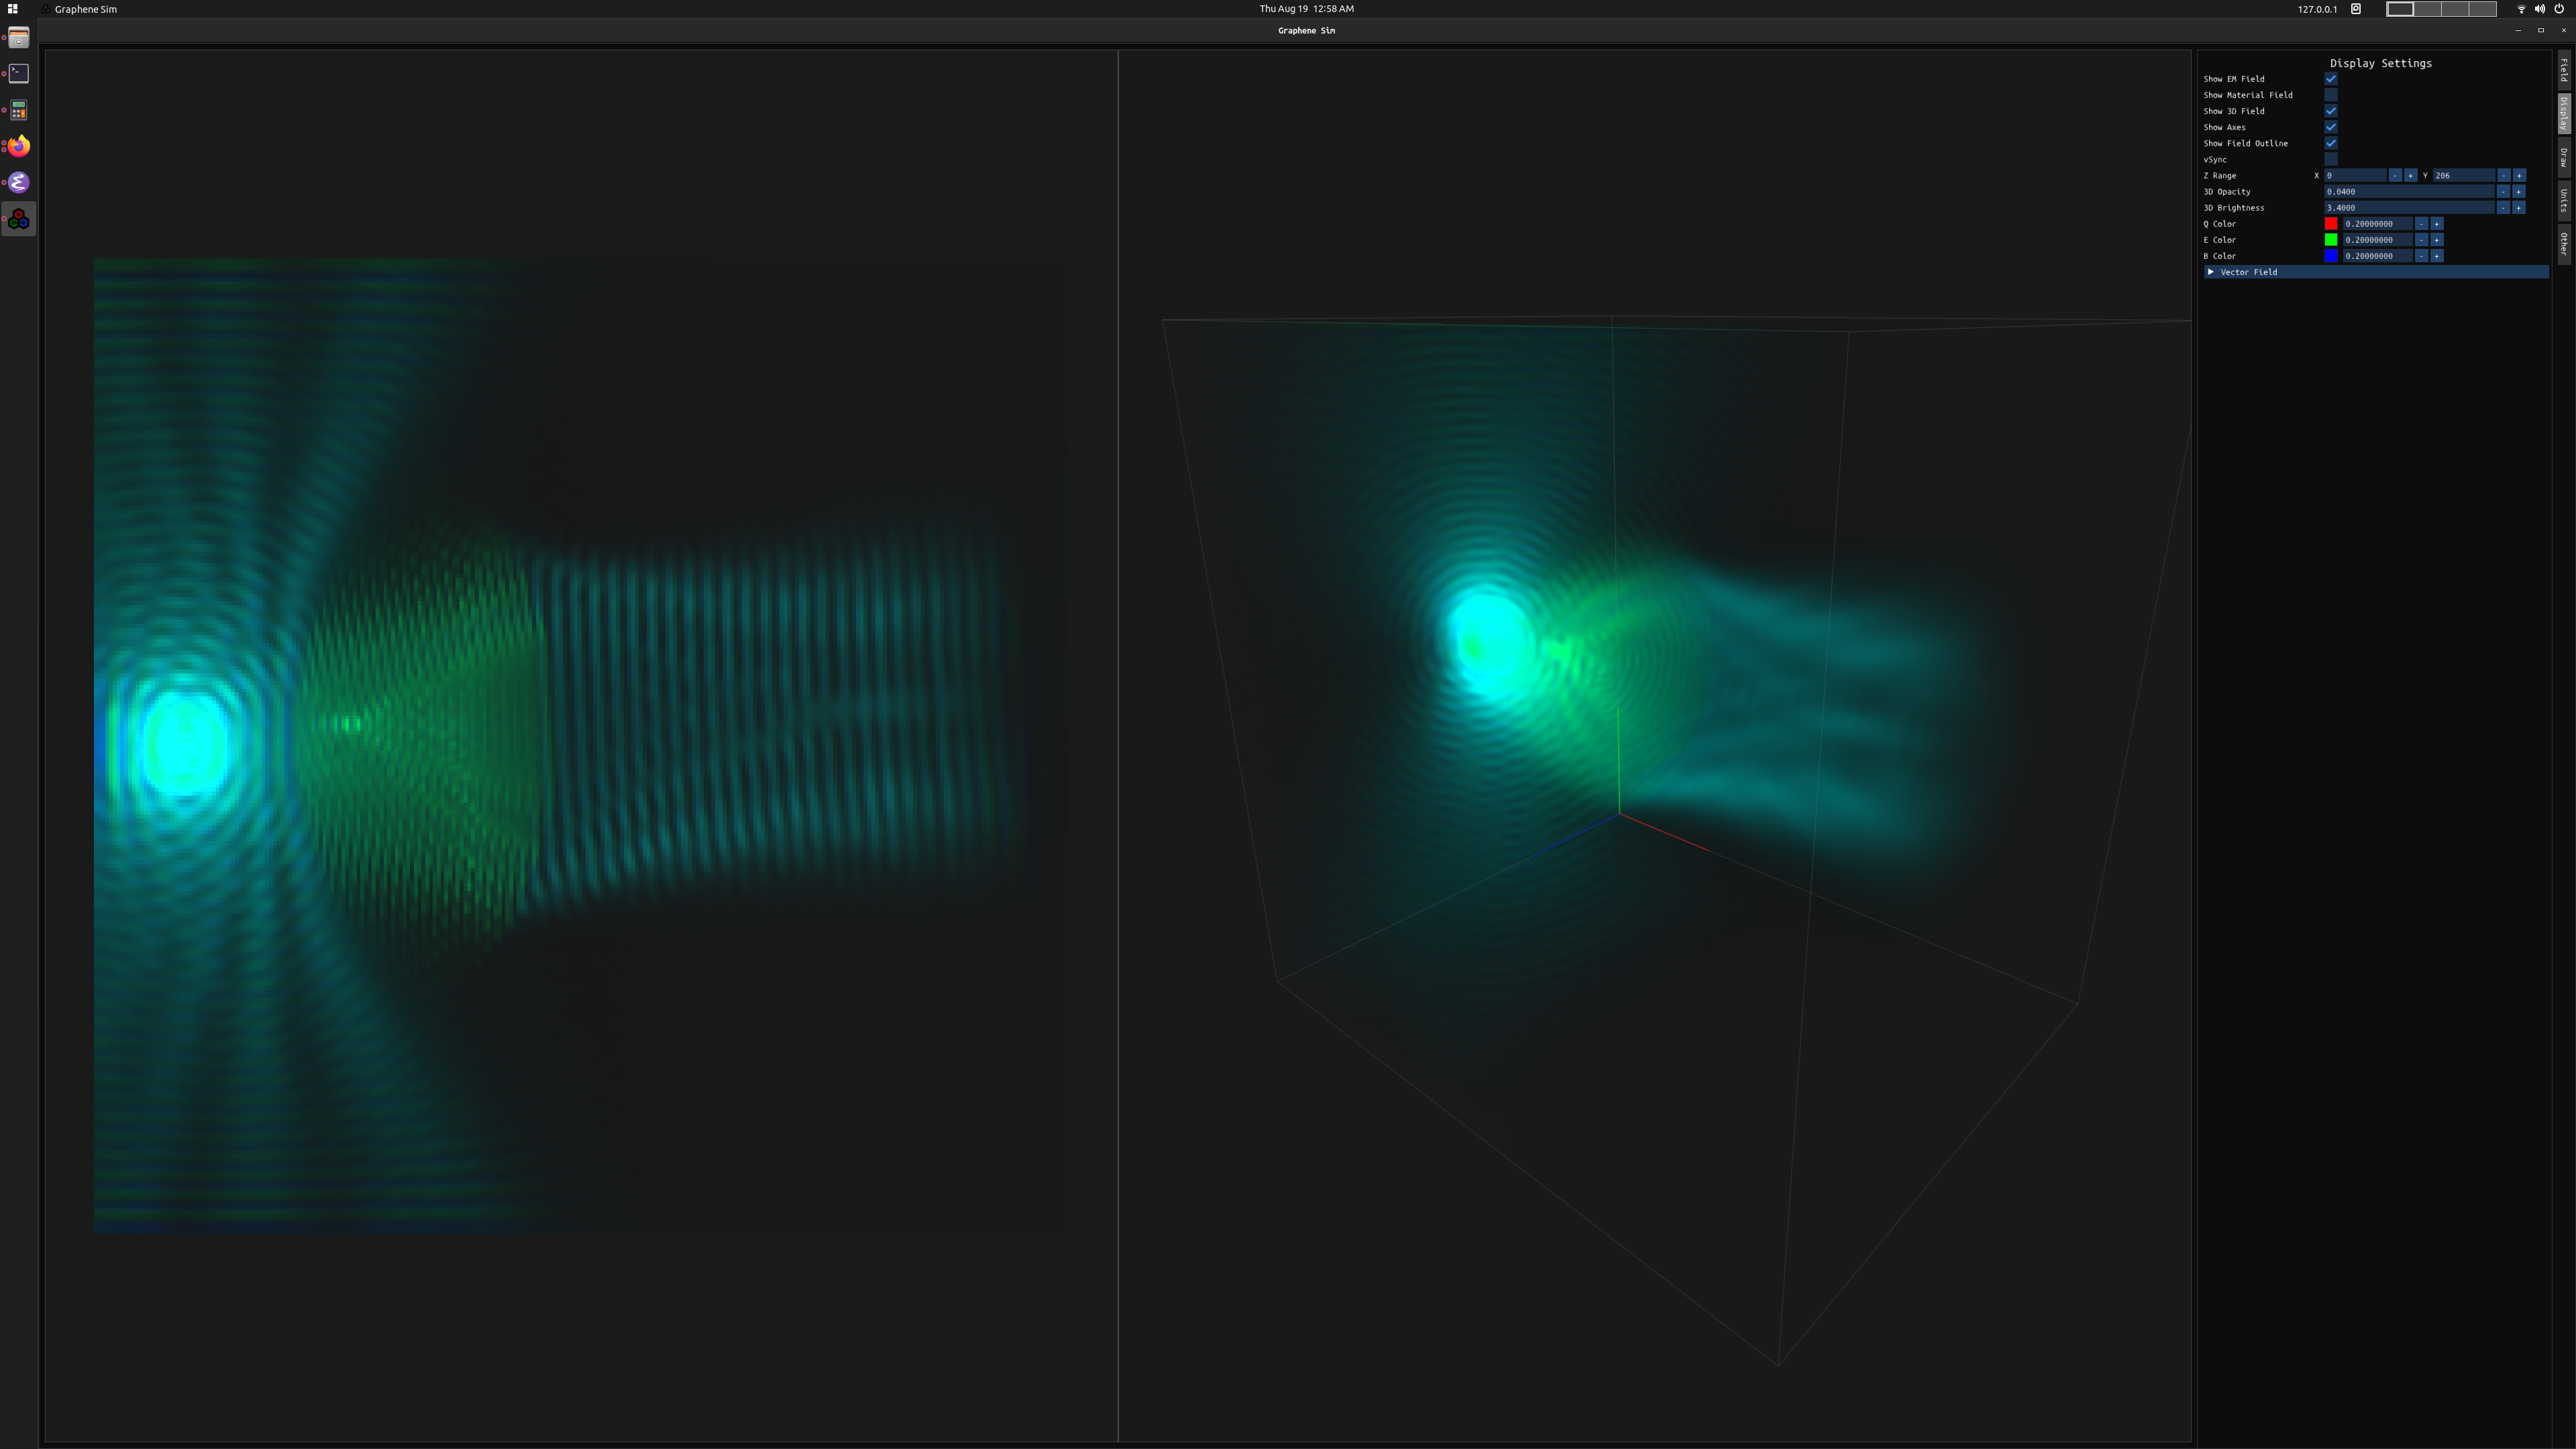 Graphene Sim
Thu Aug 19 12:58 AM
127.0.0.1
Graphene Sim
Display Settings
Show EM Field
Show Material Field
Show 3D Field
Show Axes
Show Field Outline
vSync
Z Range X 0 - + Y 206 - +
3D Opacity 0.0400 - +
3D Brightness 3.4000 - +
Q Color 0.20000000 - +
E Color 0.20000000 - +
B Color 0.20000000 - +
Vector Field
Field
Display
Draw
Units
Other